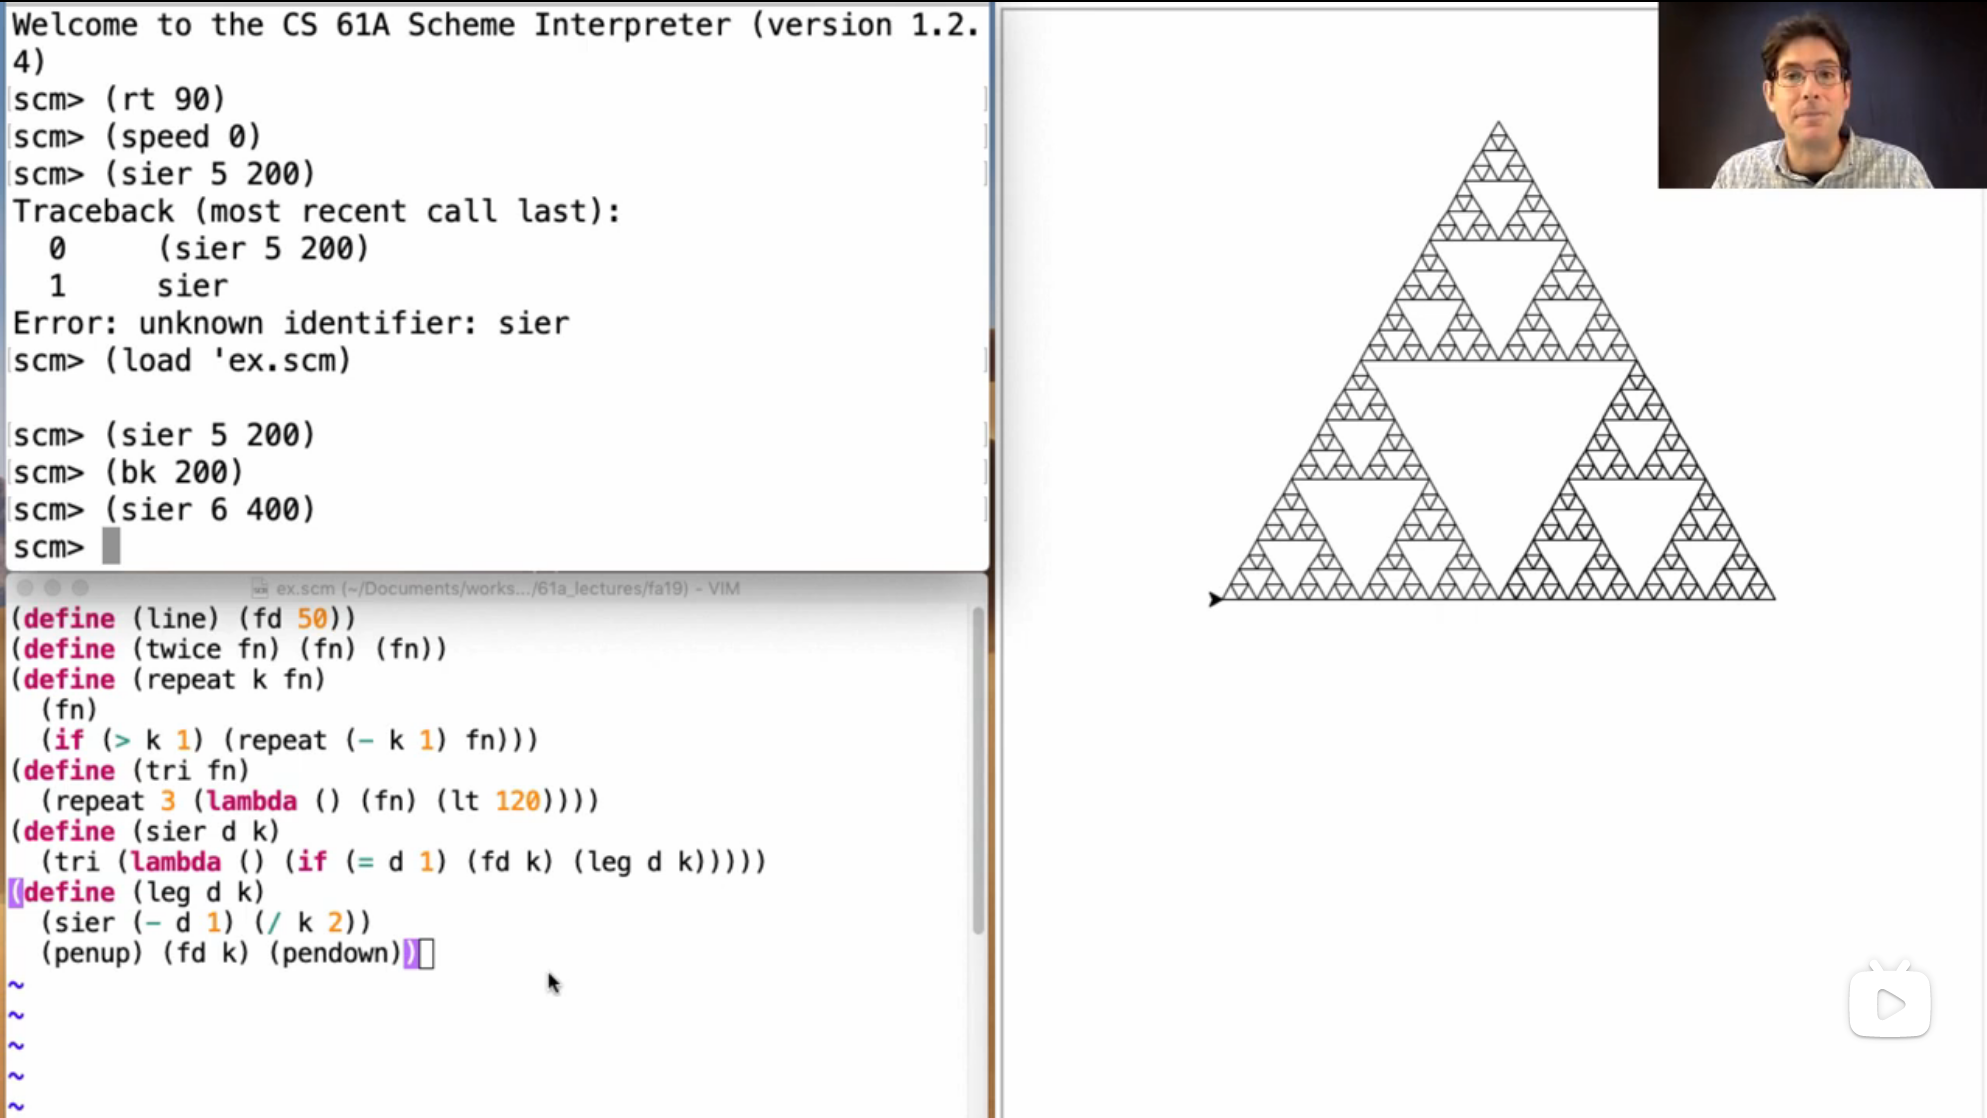 Welcome to the CS 61A Scheme Interpreter (version 1.2.
4)
scm> (rt 90)
scm> (speed 0)
scm> (sier 5 200)
Traceback (most recent call last):
  0     (sier 5 200)
  1     sier
Error: unknown identifier: sier
scm> (load 'ex.scm)
scm> (sier 5 200)
scm> (bk 200)
scm> (sier 6 400)
scm>
ex.scm (~/Documents/works.../61a_lectures/fa19) - VIM
(define (line) (fd 50))
(define (twice fn) (fn) (fn))
(define (repeat k fn)
  (fn)
  (if (> k 1) (repeat (- k 1) fn)))
(define (tri fn)
  (repeat 3 (lambda () (fn) (lt 120))))
(define (sier d k)
  (tri (lambda () (if (= d 1) (fd k) (leg d k)))))
(define (leg d k)
  (sier (- d 1) (/ k 2))
  (penup) (fd k) (pendown))
~
~
~
~
~